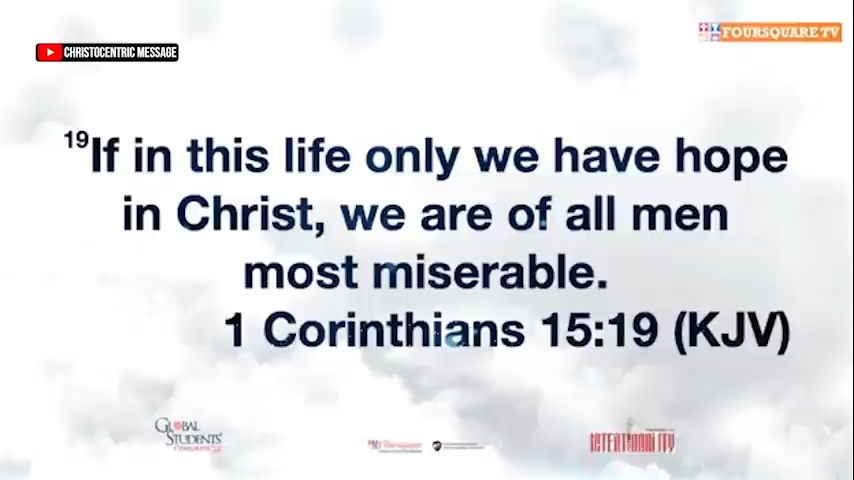 CHRISTOCENTRIC MESSAGE
FOURSQUARE TV
19If in this life only we have hope
in Christ, we are of all men
most miserable.
1 Corinthians 15:19 (KJV)
GLOBAL
STUDENTS'
INTENTIONALITY